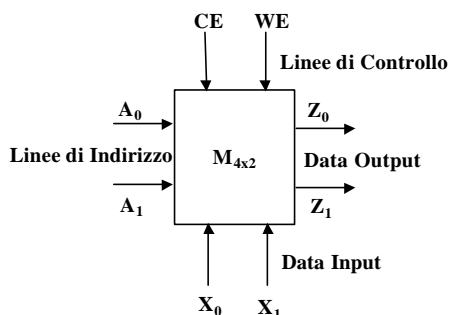 CE WE
Linee di Controllo
A0 Z0
Linee di Indirizzo M4x2 Data Output
A1 Z1
Data Input
X0 X1